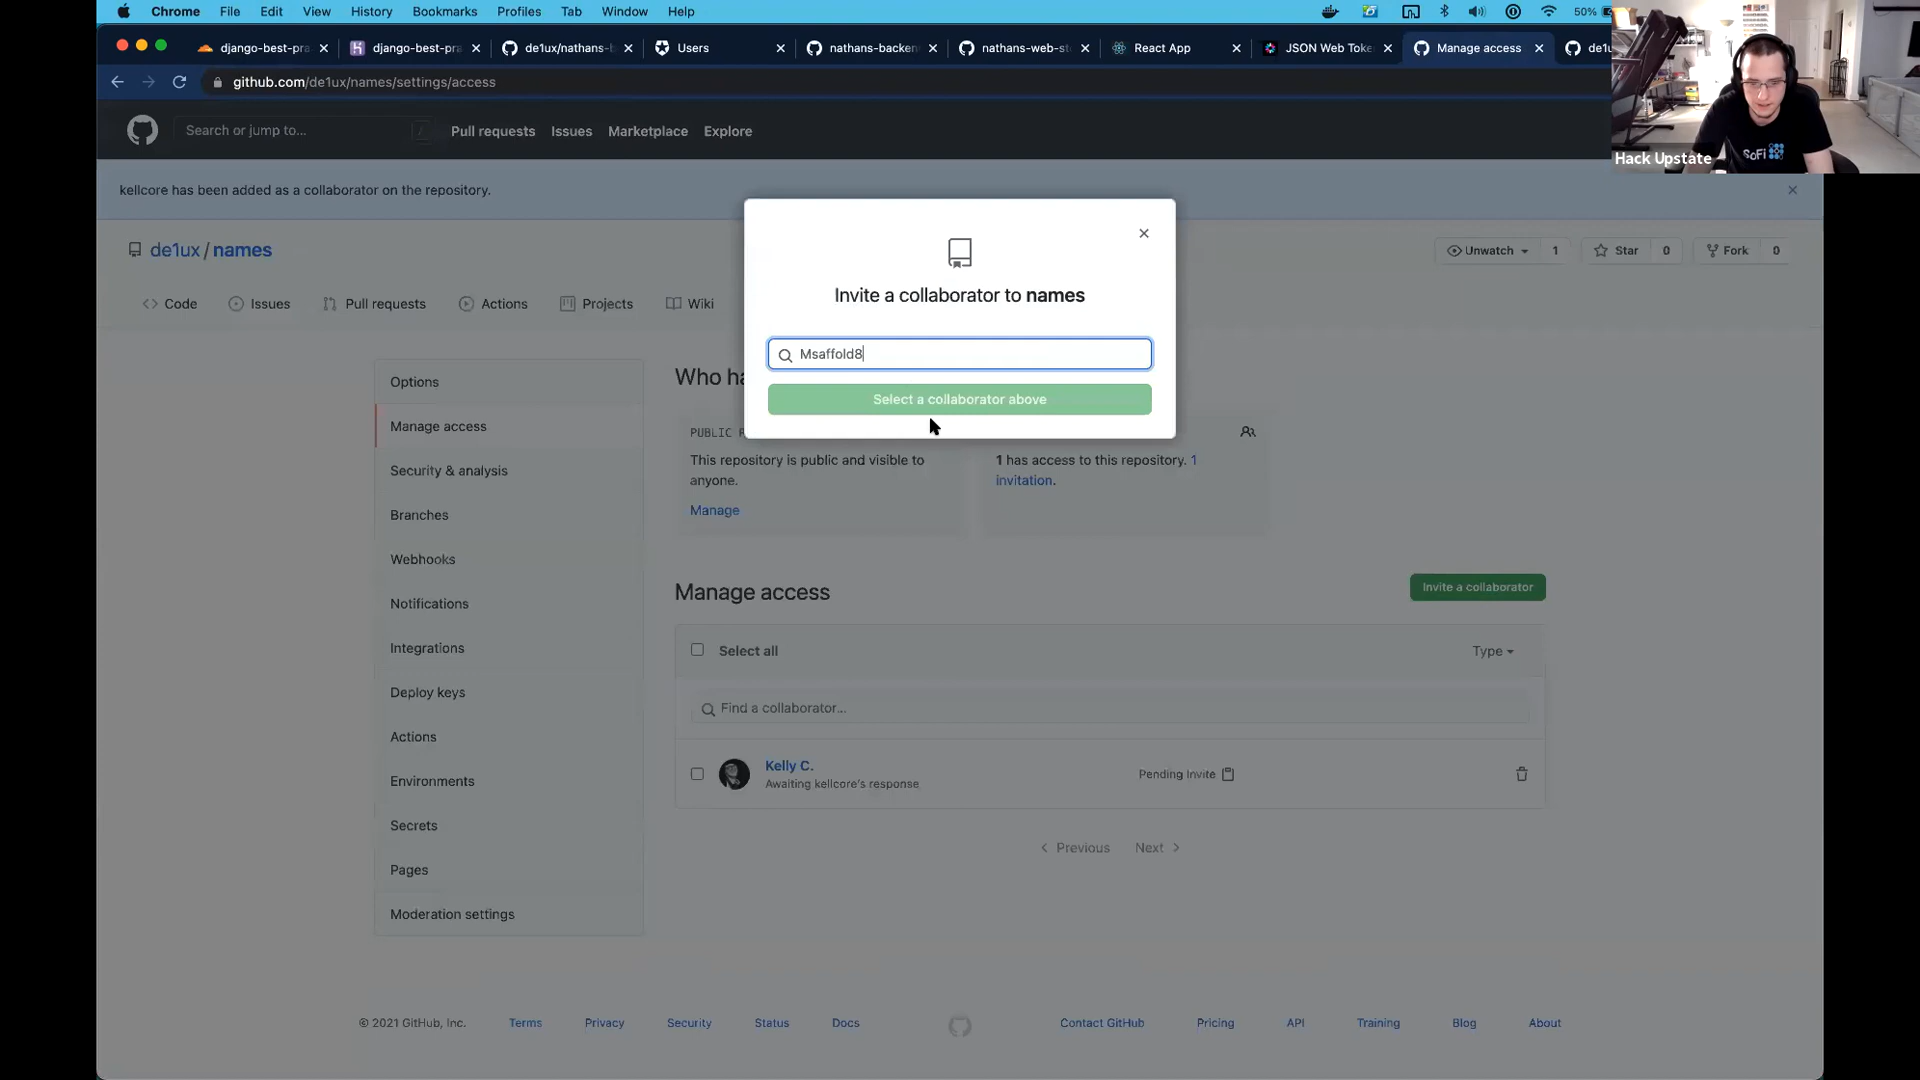 Chrome File Edit View History Bookmarks Profiles Tab Window Help 50%
django-best-pra django-best-pra de1ux/nathans-b Users nathans-backen nathans-web-st React App JSON Web Toke Manage access de1u
github.com/de1ux/names/settings/access
Search or jump to... / Pull requests Issues Marketplace Explore
SoFi
Hack Upstate
kellcore has been added as a collaborator on the repository.
de1ux / names Unwatch 1 Star 0 Fork 0
Code Issues Pull requests Actions Projects Wiki
Invite a collaborator to names
Msaffold8
Select a collaborator above
Options
Manage access
Security & analysis
Branches
Webhooks
Notifications
Integrations
Deploy keys
Actions
Environments
Secrets
Pages
Moderation settings
Who ha
PUBLIC R
This repository is public and visible to
anyone.
Manage
1 has access to this repository. 1
invitation.
Manage access Invite a collaborator
Select all Type
Find a collaborator...
Kelly C.
Awaiting kellcore's response
Pending Invite
Previous Next
© 2021 GitHub, Inc. Terms Privacy Security Status Docs Contact GitHub Pricing API Training Blog About